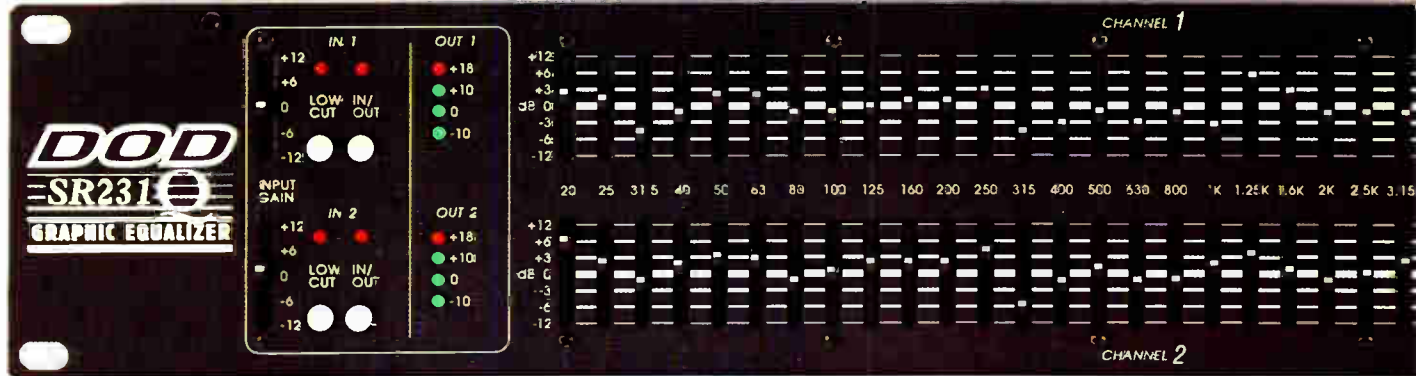 CHANNEL 1
IN 1
OUT 1
+12
+6
0
-6
-12
LOW CUT
IN/OUT
+18
+10
0
-10
+12
+6
+3
dB 0
-3
-6
-12
DOD
SR231 Q
GRAPHIC EQUALIZER
INPUT GAIN
20 25 31.5 40 50 63 80 100 125 160 200 250 315 400 500 630 800 1K 1.25K 1.6K 2K 2.5K 3.15
IN 2
OUT 2
+12
+6
0
-6
-12
LOW CUT
IN/OUT
+18
+10
0
-10
+12
+6
+3
dB 0
-3
-6
-12
CHANNEL 2